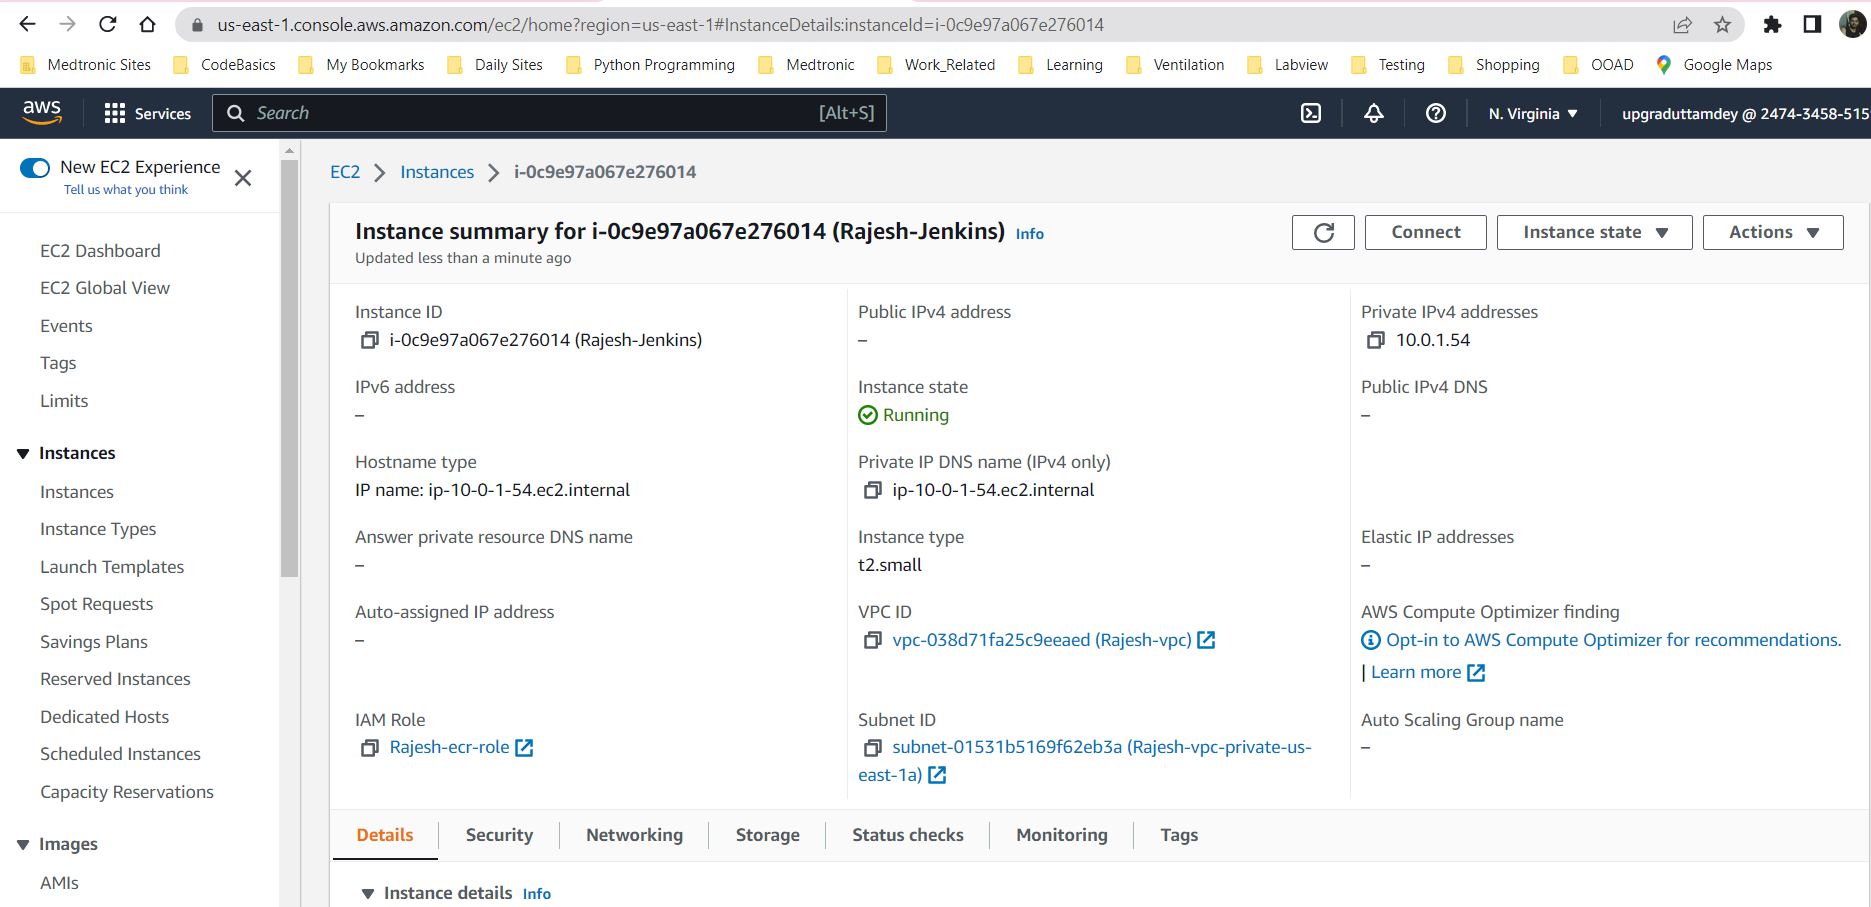 us-east-1.console.aws.amazon.com/ec2/home?region=us-east-1#InstanceDetails:instanceId=i-0c9e97a067e276014
Medtronic Sites CodeBasics My Bookmarks Daily Sites Python Programming Medtronic Work_Related Learning Ventilation Labview Testing Shopping OOAD Google Maps
aws Services Search [Alt+S] N. Virginia upgraduttamdey @ 2474-3458-515
New EC2 Experience
Tell us what you think
EC2 Dashboard
EC2 Global View
Events
Tags
Limits
Instances
Instances
Instance Types
Launch Templates
Spot Requests
Savings Plans
Reserved Instances
Dedicated Hosts
Scheduled Instances
Capacity Reservations
Images
AMIs
EC2 Instances i-0c9e97a067e276014
Instance summary for i-0c9e97a067e276014 (Rajesh-Jenkins) Info
Updated less than a minute ago
Connect Instance state Actions
Instance ID
i-0c9e97a067e276014 (Rajesh-Jenkins)
Public IPv4 address
–
Private IPv4 addresses
10.0.1.54
IPv6 address
–
Instance state
Running
Public IPv4 DNS
–
Hostname type
IP name: ip-10-0-1-54.ec2.internal
Private IP DNS name (IPv4 only)
ip-10-0-1-54.ec2.internal
Answer private resource DNS name
–
Instance type
t2.small
Elastic IP addresses
–
Auto-assigned IP address
–
VPC ID
vpc-038d71fa25c9eeaed (Rajesh-vpc)
AWS Compute Optimizer finding
Opt-in to AWS Compute Optimizer for recommendations.
| Learn more
IAM Role
Rajesh-ecr-role
Subnet ID
subnet-01531b5169f62eb3a (Rajesh-vpc-private-us-
east-1a)
Auto Scaling Group name
–
Details Security Networking Storage Status checks Monitoring Tags
Instance details Info